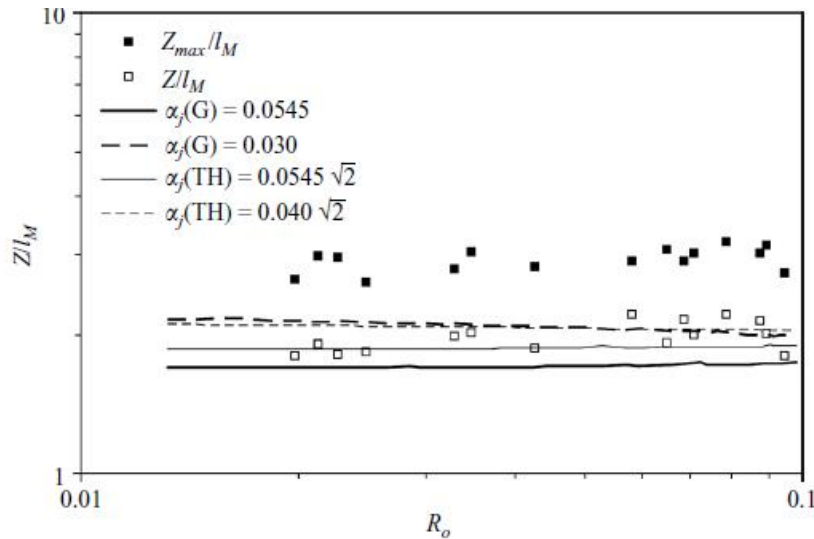 10
Z_max/l_M
Z/l_M
α_j(G) = 0.0545
α_j(G) = 0.030
α_j(TH) = 0.0545 √2
α_j(TH) = 0.040 √2
Z/l_M
1
0.01
0.1
R_o